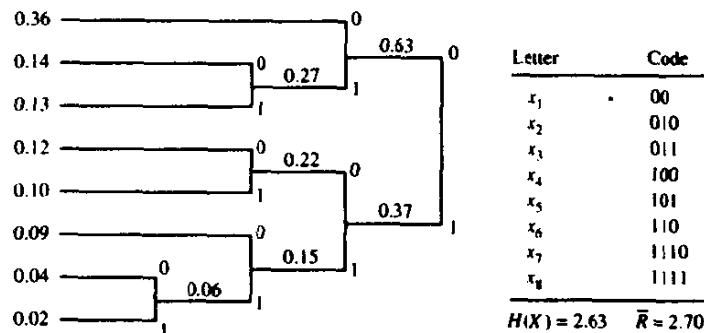 0.36
0
0.63
0
0.14
0
0.27
1
0.13
1
0.12
0
0.22
0
0.10
1
0.37
1
0.09
0
0.15
1
0.04
0
0.06
1
0.02
1
Letter Code
x₁ 00
x₂ 010
x₃ 011
x₄ 100
x₅ 101
x₆ 110
x₇ 1110
x₈ 1111
H(X) = 2.63 R̄ = 2.70